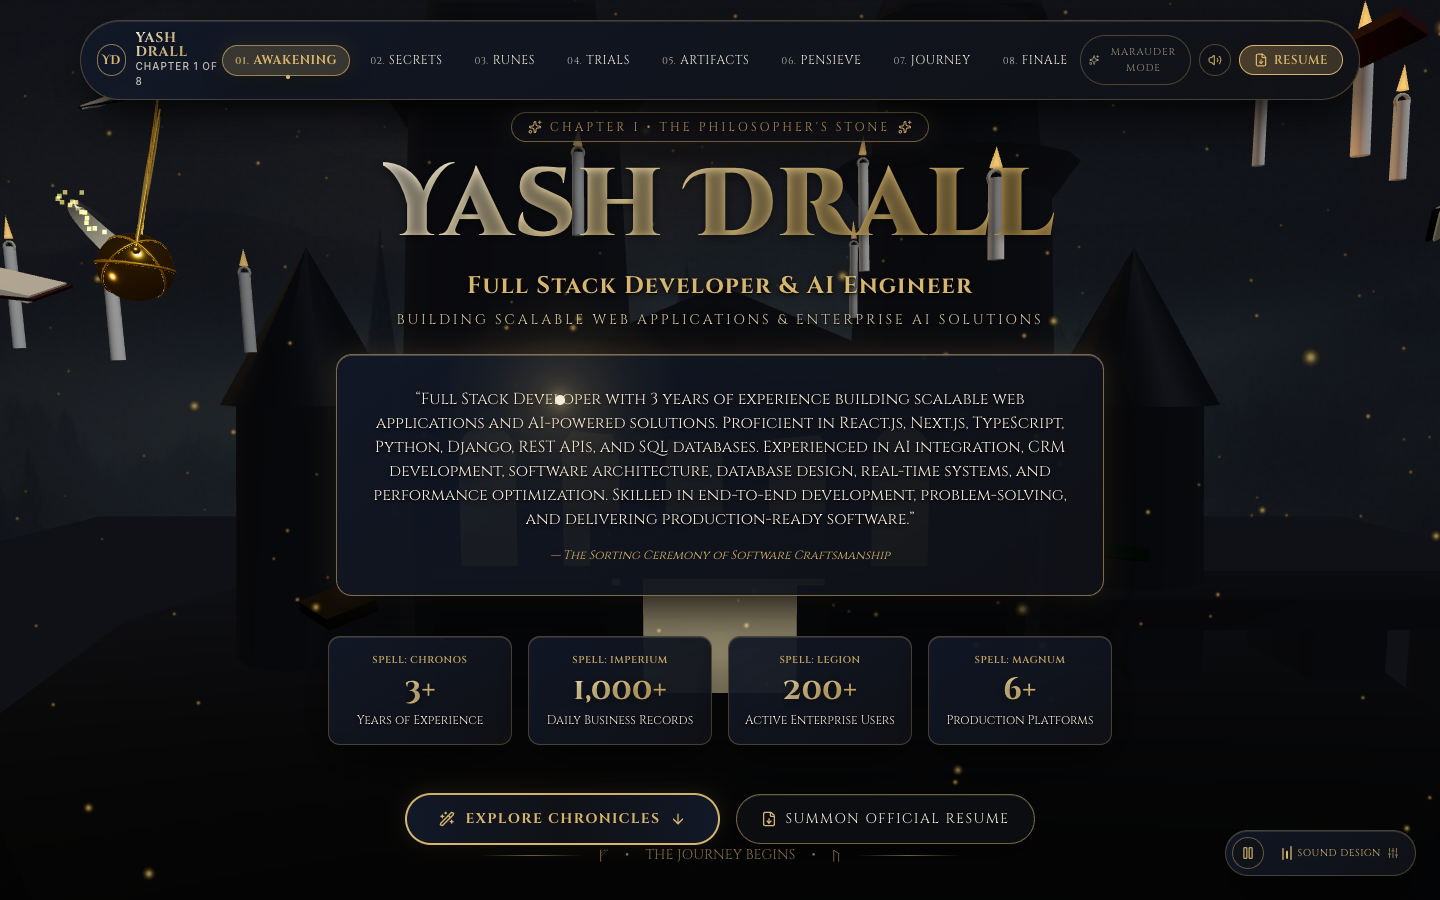 YD
YASH
DRALL
CHAPTER 1 OF
8
01. AWAKENING
02. SECRETS
03. RUNES
04. TRIALS
05. ARTIFACTS
06. PENSIEVE
07. JOURNEY
08. FINALE
MARAUDER
MODE
RESUME
CHAPTER I • THE PHILOSOPHER'S STONE
YASH DRALL
Full Stack Developer & AI Engineer
BUILDING SCALABLE WEB APPLICATIONS & ENTERPRISE AI SOLUTIONS
“Full Stack Developer with 3 years of experience building scalable web
applications and AI-powered solutions. Proficient in React.js, Next.js, TypeScript,
Python, Django, REST APIs, and SQL databases. Experienced in AI integration, CRM
development, software architecture, database design, real-time systems, and
performance optimization. Skilled in end-to-end development, problem-solving,
and delivering production-ready software.”
— The Sorting Ceremony of Software Craftsmanship
SPELL: CHRONOS
3+
Years of Experience
SPELL: IMPERIUM
1,000+
Daily Business Records
SPELL: LEGION
200+
Active Enterprise Users
SPELL: MAGNUM
6+
Production Platforms
EXPLORE CHRONICLES ↓
SUMMON OFFICIAL RESUME
ᚠ • THE JOURNEY BEGINS • ᚢ
SOUND DESIGN